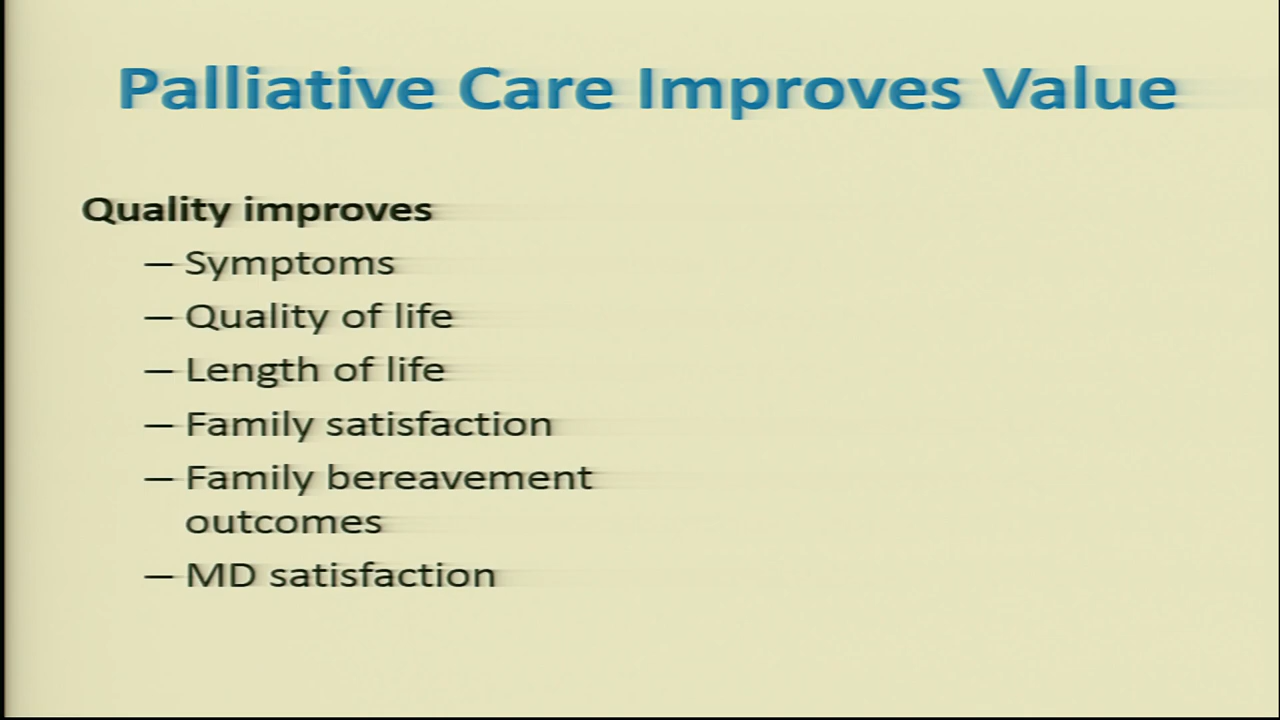 Palliative Care Improves Value
Quality improves
– Symptoms
– Quality of life
– Length of life
– Family satisfaction
– Family bereavement
outcomes
– MD satisfaction